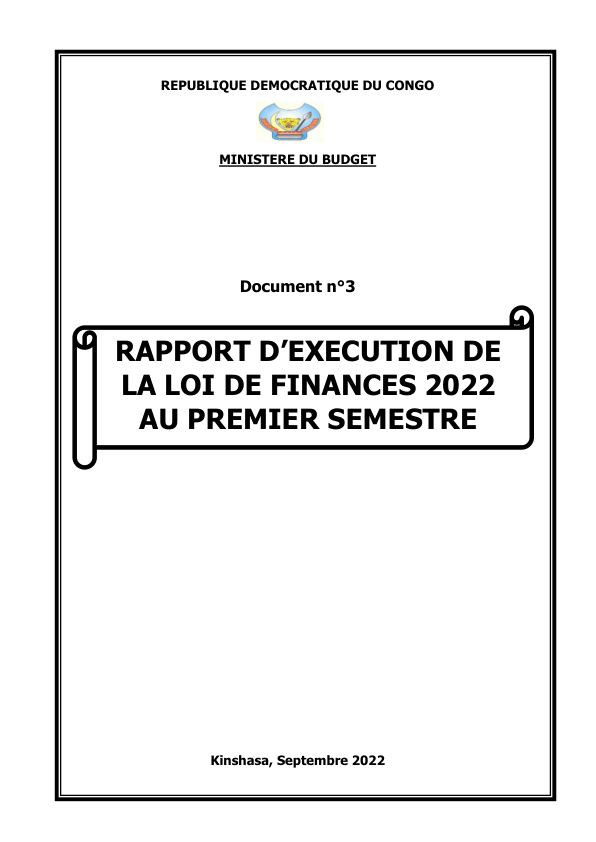 REPUBLIQUE DEMOCRATIQUE DU CONGO
MINISTERE DU BUDGET
Document n°3
RAPPORT D’EXECUTION DE
LA LOI DE FINANCES 2022
AU PREMIER SEMESTRE
Kinshasa, Septembre 2022